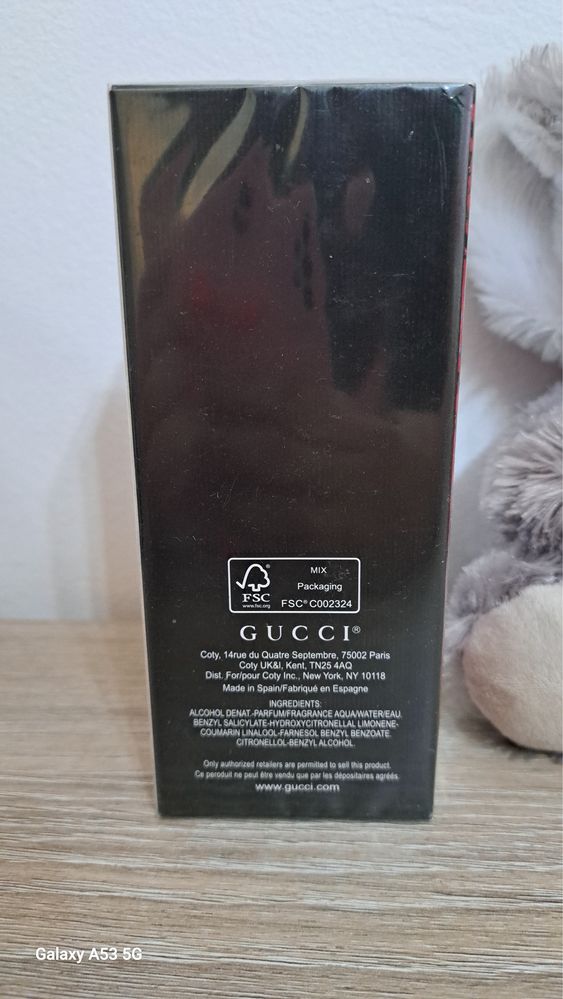 MIX
Packaging
FSC® C002324
FSC
www.fsc.org
GUCCI®
Coty, 14rue du Quatre Septembre, 75002 Paris
Coty UK&I, Kent, TN25 4AQ
Dist. For/pour Coty Inc., New York, NY 10118
Made in Spain/Fabriqué en Espagne
INGREDIENTS:
ALCOHOL DENAT.-PARFUM/FRAGRANCE AQUA/WATER/EAU.
BENZYL SALICYLATE-HYDROXYCITRONELLAL LIMONENE-
COUMARIN LINALOOL-FARNESOL BENZYL BENZOATE.
CITRONELLOL-BENZYL ALCOHOL.
Only authorized retailers are permitted to sell this product.
Ce peroduit ne peut être vendu que par les dépositaires agréés.
www.gucci.com
Galaxy A53 5G